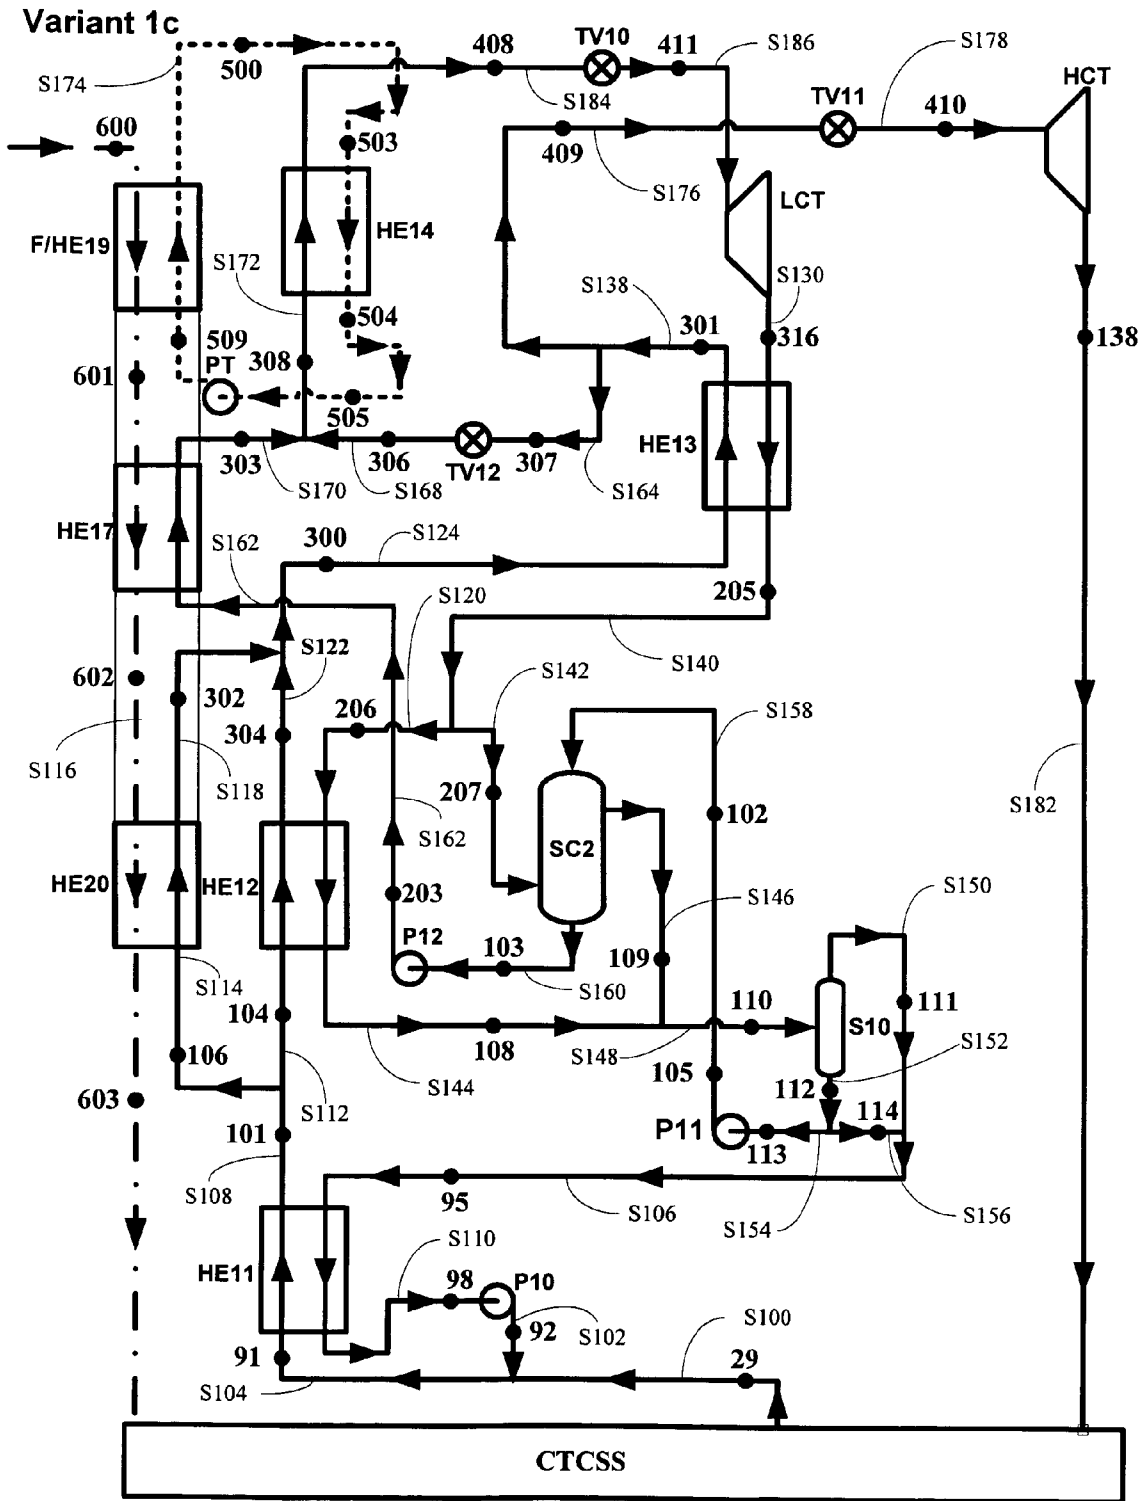 Variant 1c
500
S174
408
TV10
411
S186
S178
HCT
S184
TV11
410
600
503
409
S176
LCT
F/HE19
HE14
S172
S138
S130
504
301
316
138
509
PT
308
601
505
HE13
303
306
TV12
307
S170
S168
S164
HE17
S162
300
S124
205
S120
S122
S140
602
302
206
S142
S158
304
S116
S118
207
S182
102
S162
SC2
HE20
HE12
S150
203
S146
P12
103
109
S114
S160
110
111
104
S10
S152
106
108
S148
105
112
S144
114
603
S112
P11
101
113
S108
95
S106
S154
S156
HE11
S110
98
P10
S102
S100
92
91
29
S104
CTCSS